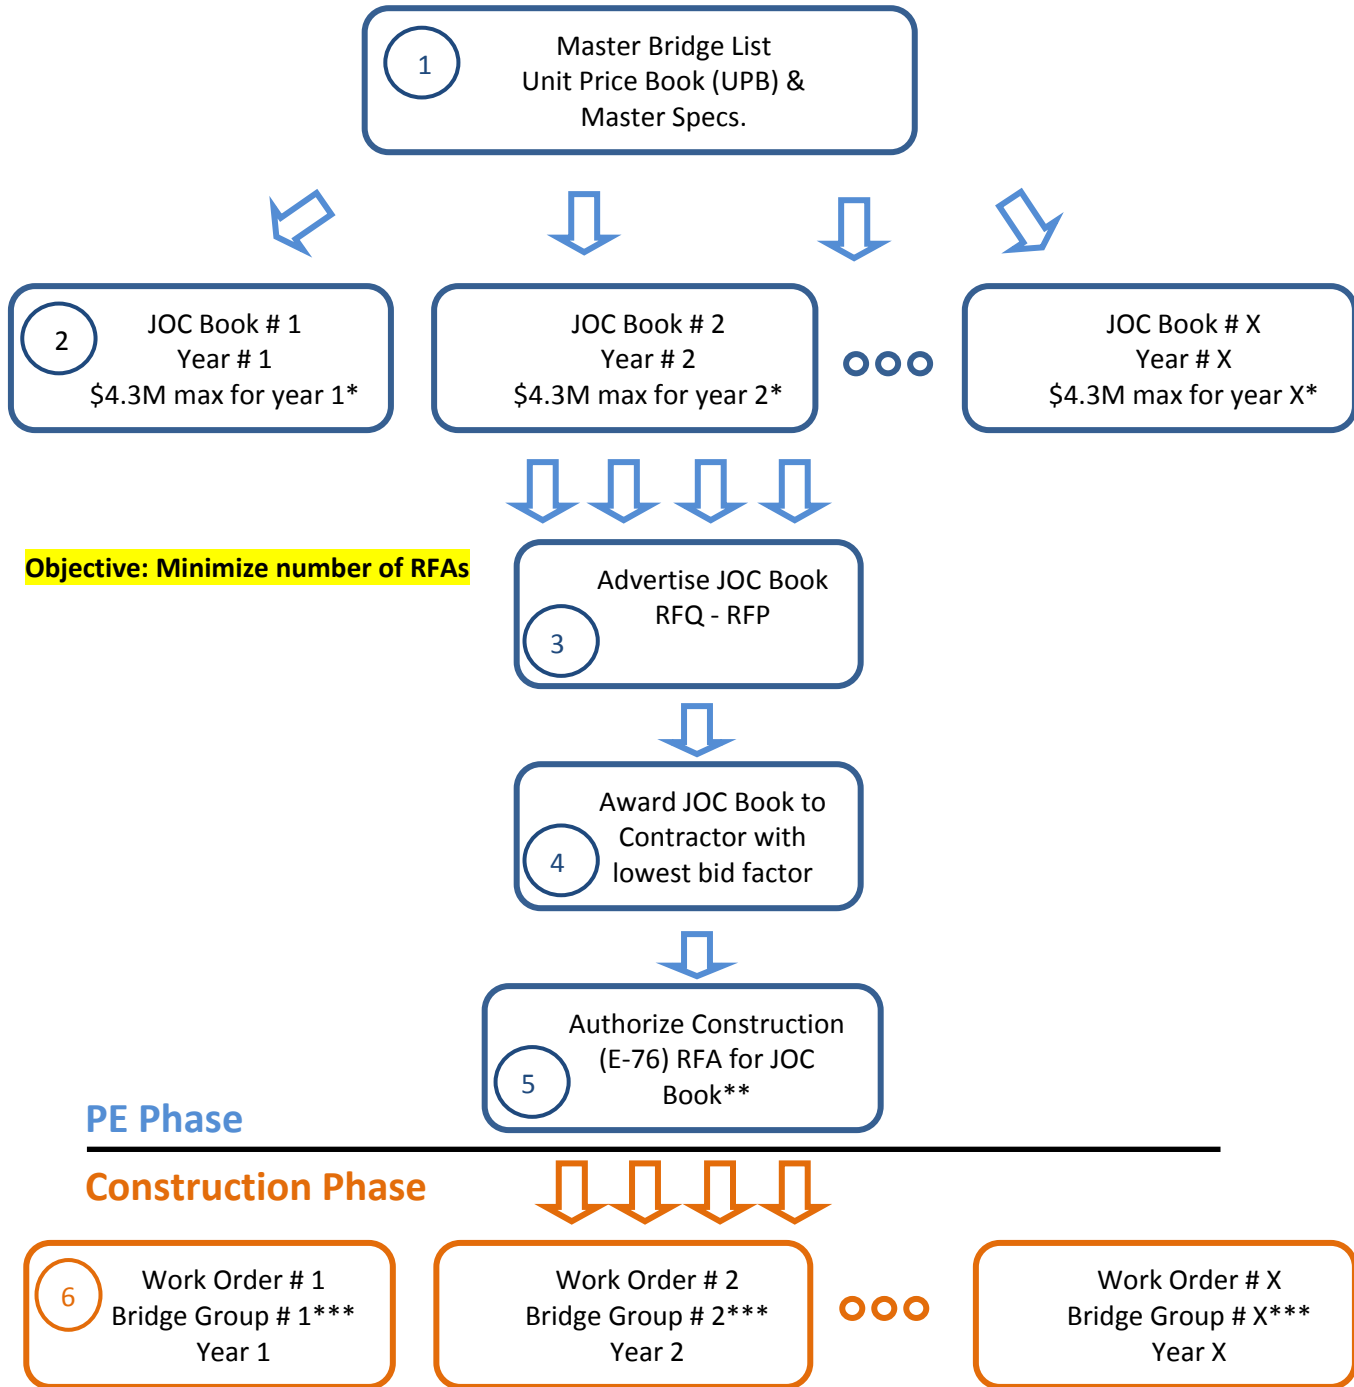 1
Master Bridge List
Unit Price Book (UPB) &
Master Specs.
2
JOC Book # 1
Year # 1
$4.3M max for year 1*
JOC Book # 2
Year # 2
$4.3M max for year 2*
JOC Book # X
Year # X
$4.3M max for year X*
Objective: Minimize number of RFAs
3
Advertise JOC Book
RFQ - RFP
4
Award JOC Book to
Contractor with
lowest bid factor
5
Authorize Construction
(E-76) RFA for JOC
Book**
PE Phase
Construction Phase
6
Work Order # 1
Bridge Group # 1***
Year 1
Work Order # 2
Bridge Group # 2***
Year 2
Work Order # X
Bridge Group # X***
Year X